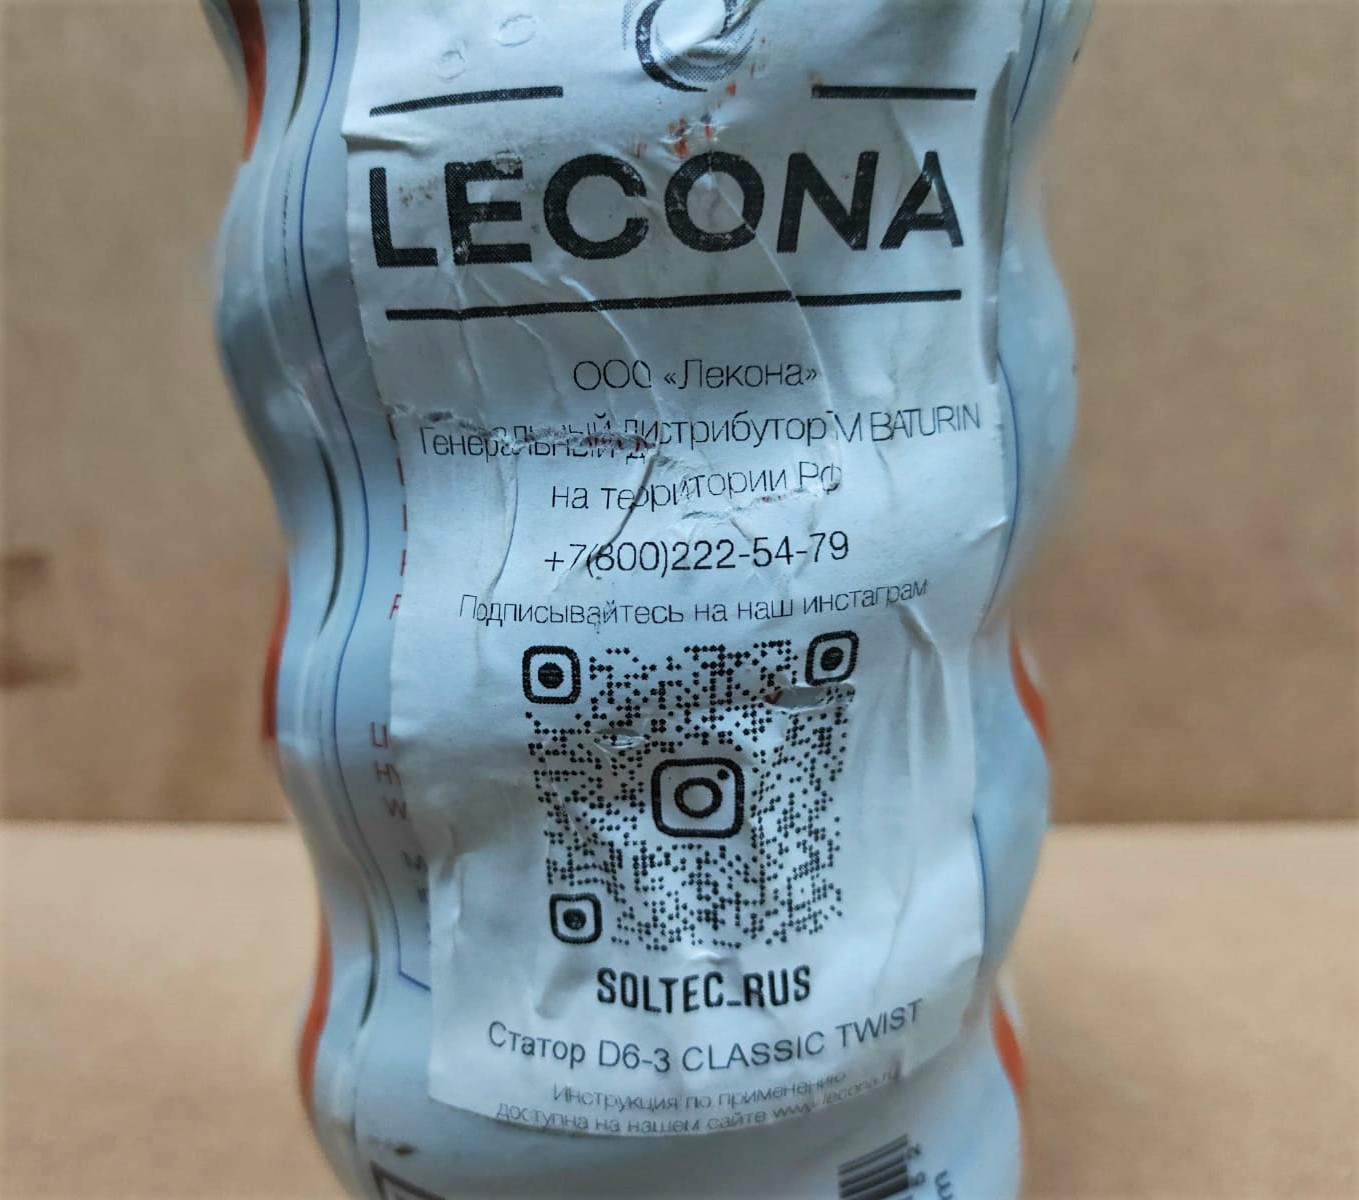 LECONA
ООО «Лекона»
Генеральный дистрибутор ТМ BATURIN
на территории РФ
+7(800)222-54-79
Подписывайтесь на наш инстаграм
SOLTEC_RUS
Статор D6-3 CLASSIC TWIST
Инструкция по применению
доступна на нашем сайте www.lecona.ru